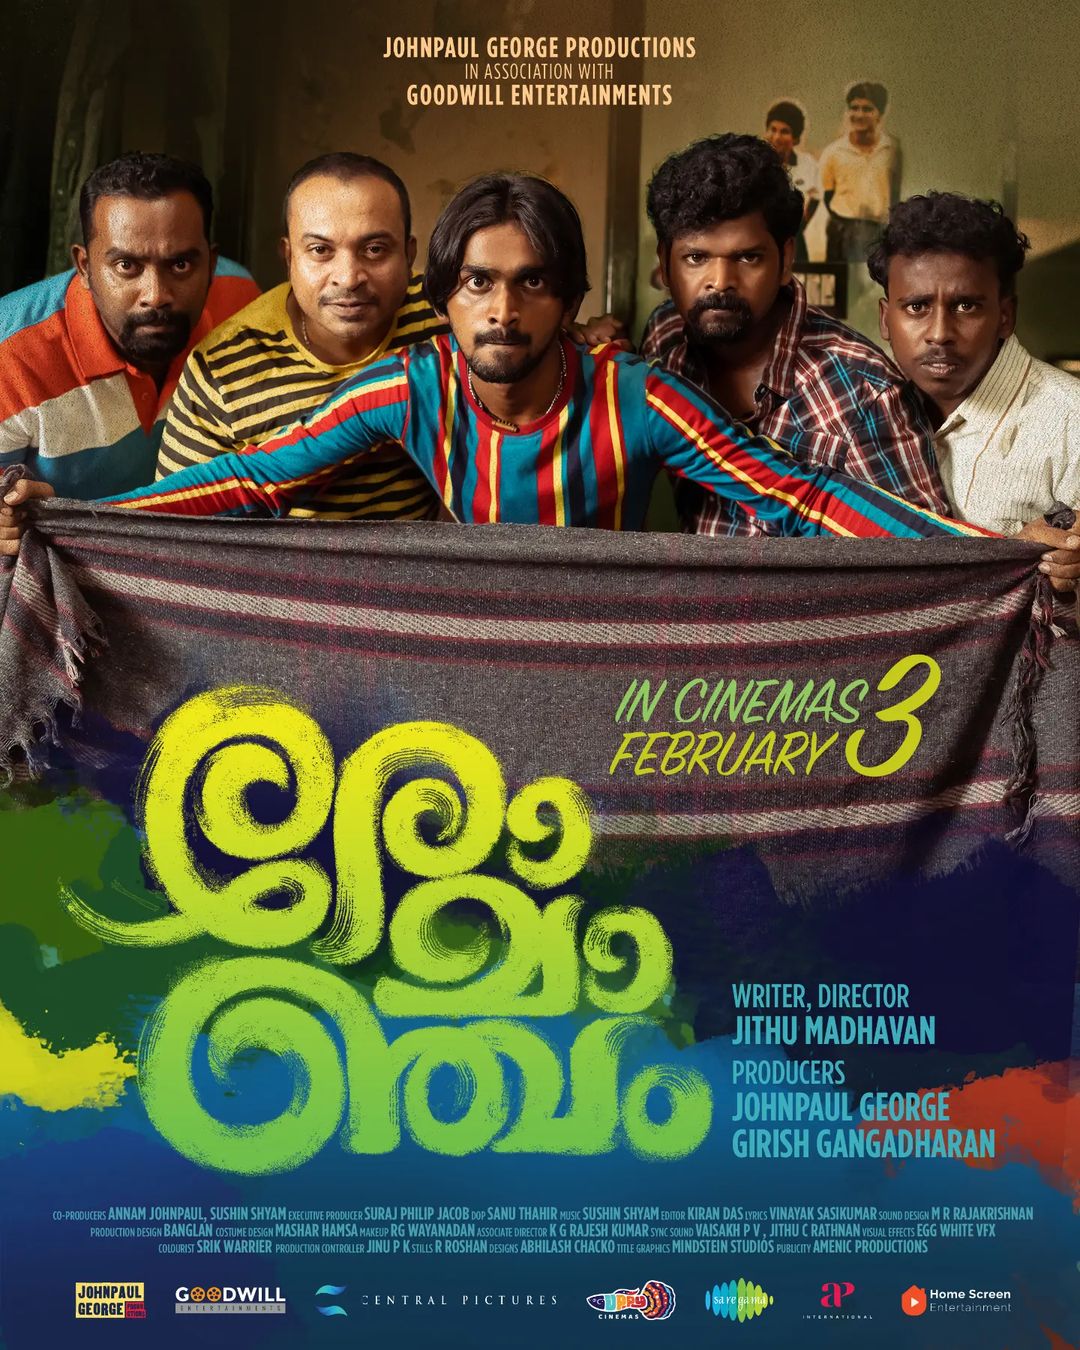 JOHNPAUL GEORGE PRODUCTIONS
IN ASSOCIATION WITH
GOODWILL ENTERTAINMENTS
IN CINEMAS
FEBRUARY 3
രോ
മാ
ഞ്ചം
WRITER, DIRECTOR
JITHU MADHAVAN
PRODUCERS
JOHNPAUL GEORGE
GIRISH GANGADHARAN
CO-PRODUCERS ANNAM JOHNPAUL, SUSHIN SHYAM EXECUTIVE PRODUCER SURAJ PHILIP JACOB DOP SANU THAHIR MUSIC SUSHIN SHYAM EDITOR KIRAN DAS LYRICS VINAYAK SASIKUMAR SOUND DESIGN M R RAJAKRISHNAN
PRODUCTION DESIGN BANGLAN COSTUME DESIGN MASHAR HAMSA MAKEUP RG WAYANADAN ASSOCIATE DIRECTOR K G RAJESH KUMAR SYNC SOUND VAISAKH P V , JITHU C RATHNAN VISUAL EFFECTS EGG WHITE VFX
COLOURIST SRIK WARRIER PRODUCTION CONTROLLER JINU P K STILLS R ROSHAN DESIGNS ABHILASH CHACKO TITLE GRAPHICS MINDSTEIN STUDIOS PUBLICITY AMENIC PRODUCTIONS
JOHNPAUL
GEORGE PRODUCTIONS
GOODWILL
ENTERTAINMENTS
CENTRAL PICTURES
GUPPY
CINEMAS
saregama
AP
INTERNATIONAL
Home Screen
Entertainment